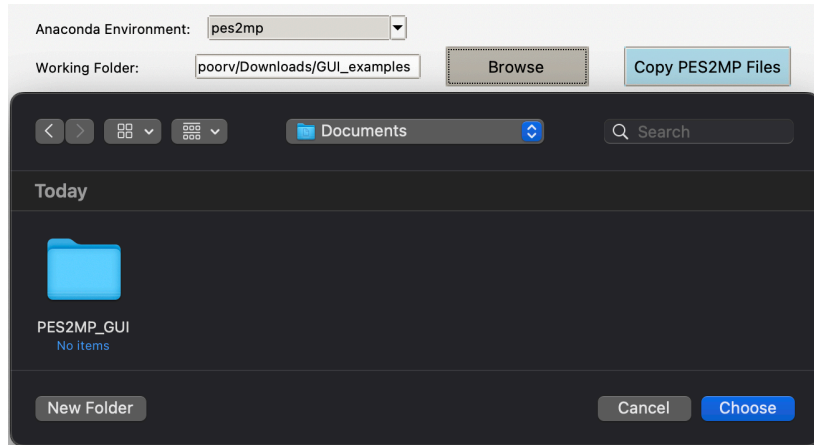 Anaconda Environment: pes2mp
Working Folder: poorv/Downloads/GUI_examples Browse Copy PES2MP Files
Documents Search
Today
PES2MP_GUI
No items
New Folder Cancel Choose